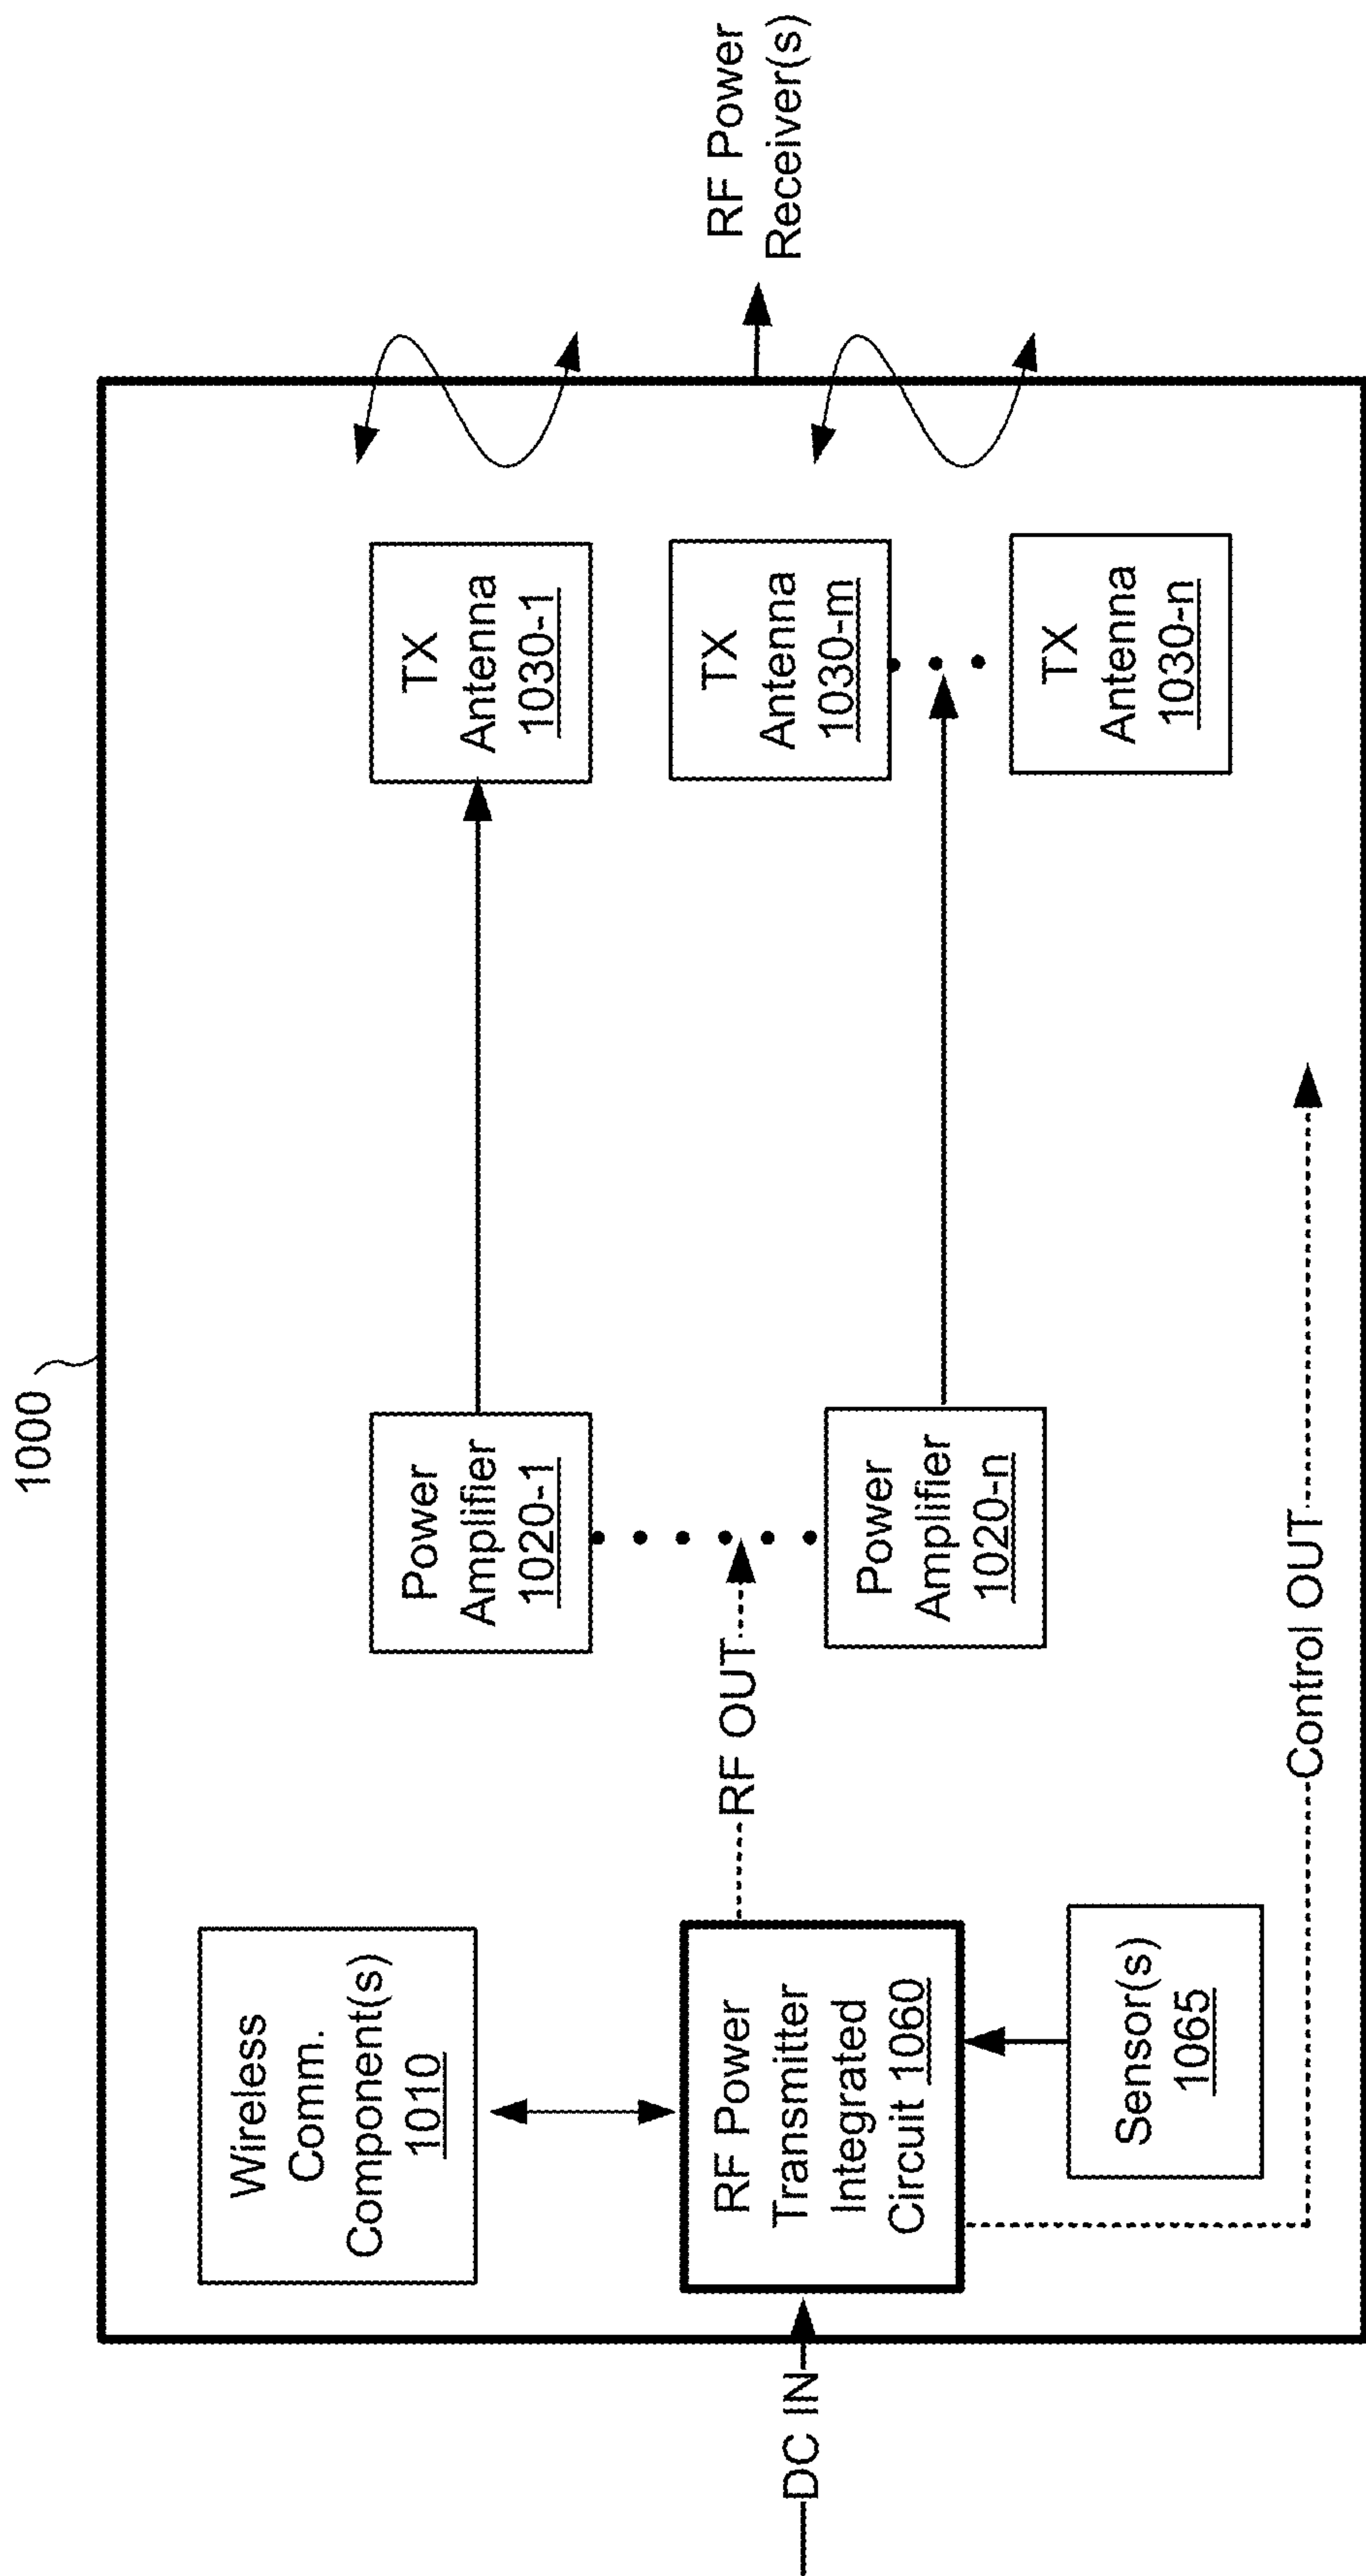 1000
Wireless
Comm.
Component(s)
1010
Power
Amplifier
1020-1
TX
Antenna
1030-1
DC IN
RF Power
Transmitter
Integrated
Circuit 1060
RF OUT
Power
Amplifier
1020-n
TX
Antenna
1030-m
TX
Antenna
1030-n
RF Power
Receiver(s)
Sensor(s)
1065
Control OUT